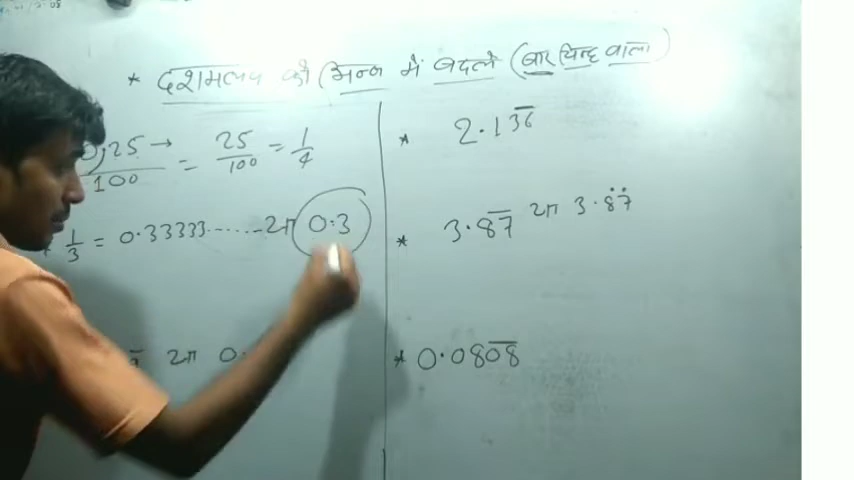 * दशमलव को भिन्न में बदले (बार चिन्ह वाला)
0.25 → = 25/100 = 1/4
100
* 1/3 = 0.33333...... या 0.3
या 0.
* 2.13̅6̅
* 3.8̅7̅ या 3.8̇7̇
* 0.080̅8̅